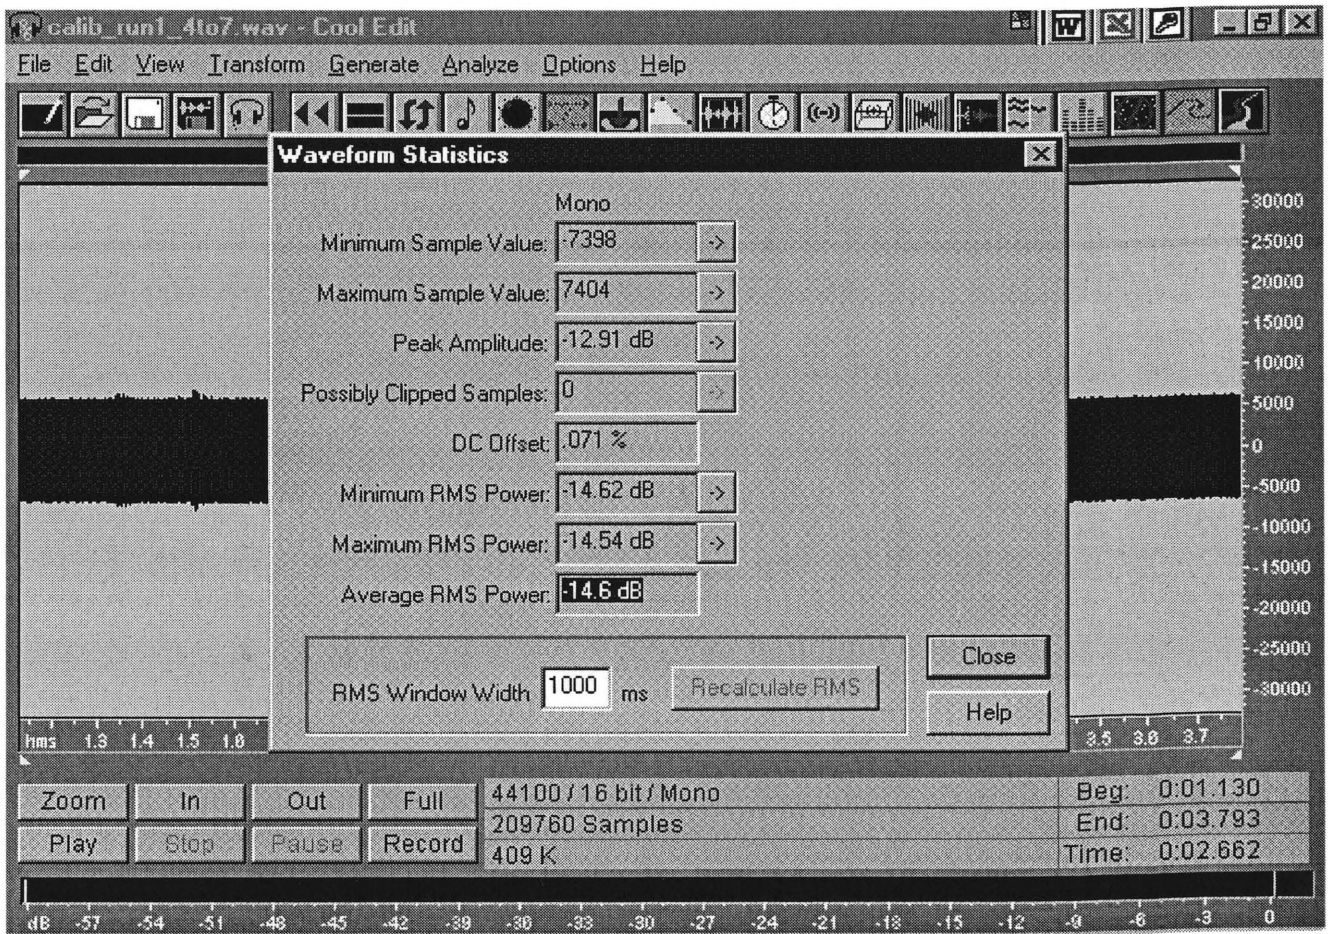 calib_run1_4to7.wav - Cool Edit
File Edit View Transform Generate Analyze Options Help
Waveform Statistics
Mono
Minimum Sample Value: -7398 ->
Maximum Sample Value: 7404 ->
Peak Amplitude: -12.91 dB ->
Possibly Clipped Samples: 0 ->
DC Offset: .071 %
Minimum RMS Power: -14.62 dB ->
Maximum RMS Power: -14.54 dB ->
Average RMS Power: -14.6 dB
RMS Window Width 1000 ms Recalculate RMS
Close
Help
30000
25000
20000
15000
10000
5000
0
-5000
-10000
-15000
-20000
-25000
-30000
hms 1.3 1.4 1.5 1.6 3.5 3.6 3.7
Zoom In Out Full
Play Stop Pause Record
44100 / 16 bit / Mono
209760 Samples
409 K
Beg: 0:01.130
End: 0:03.793
Time: 0:02.662
dB -57 -54 -51 -48 -45 -42 -39 -36 -33 -30 -27 -24 -21 -18 -15 -12 -9 -6 -3 0